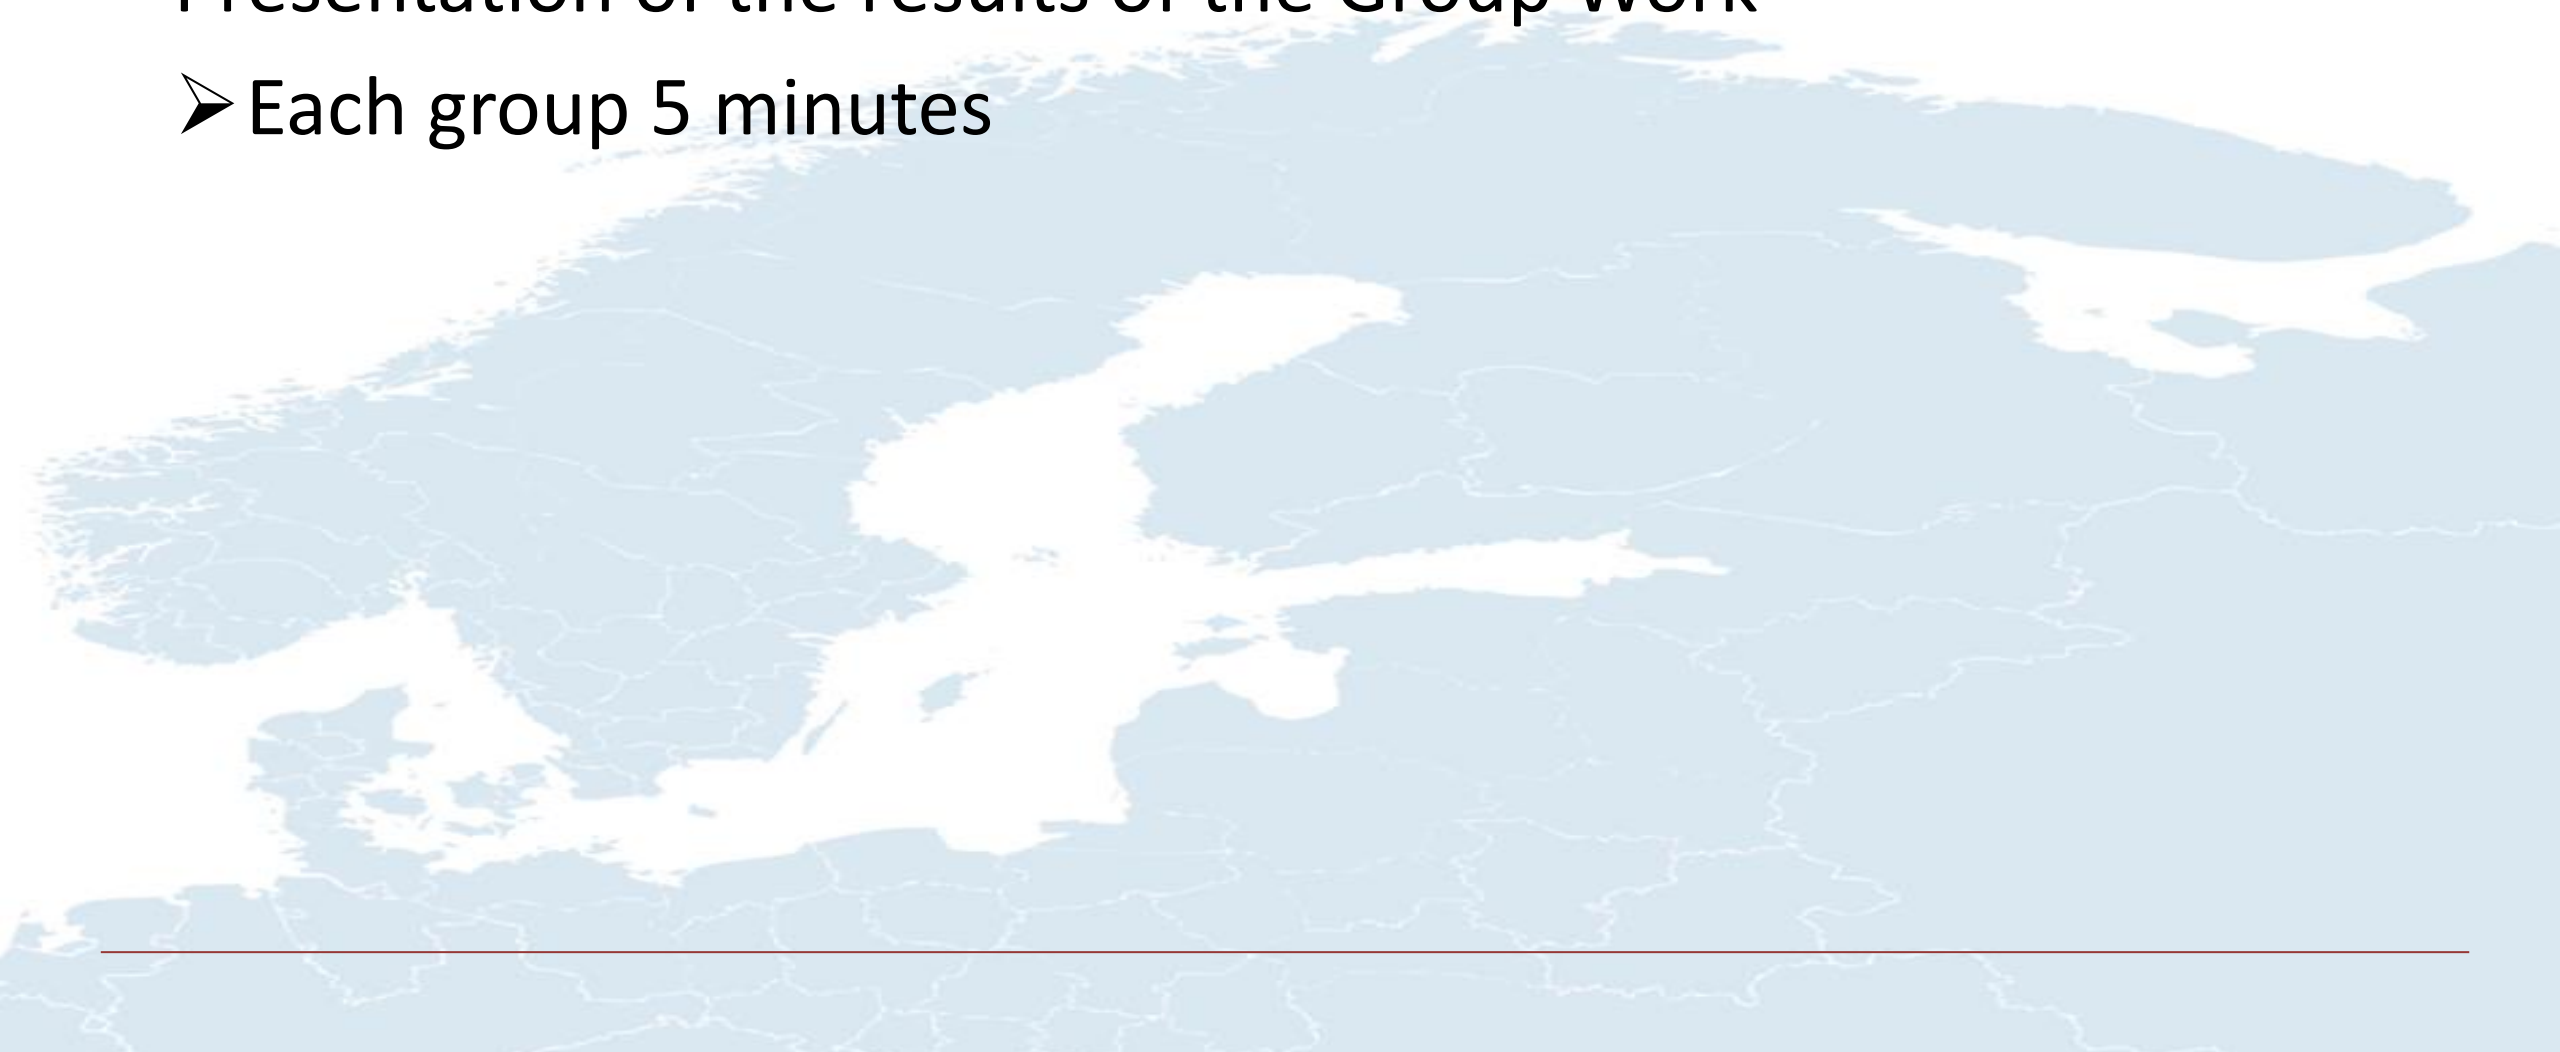 Presentation of the results of the Group Work
Each group 5 minutes